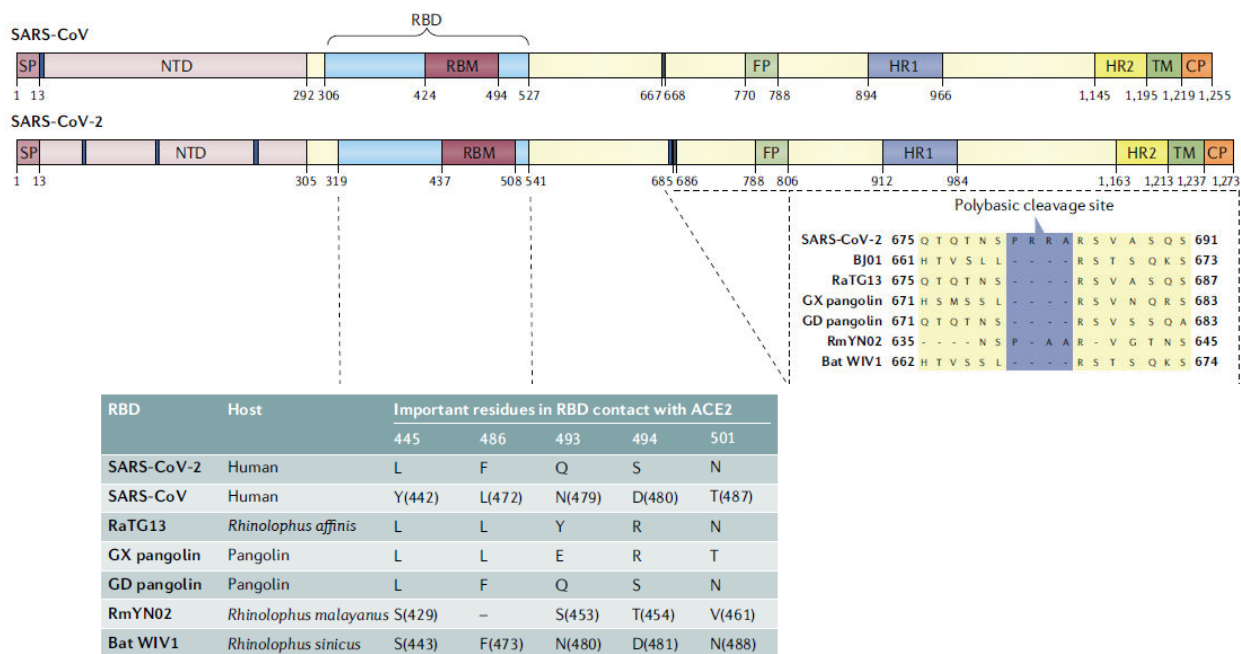 RBD
SARS-CoV
SP NTD RBM FP HR1 HR2 TM CP
1 13 292 306 424 494 527 667 668 770 788 894 966 1,145 1,195 1,219 1,255
SARS-CoV-2
SP NTD RBM FP HR1 HR2 TM CP
1 13 305 319 437 508 541 685 686 788 806 912 984 1,163 1,213 1,237 1,273
Polybasic cleavage site
SARS-CoV-2 675 Q T Q T N S P R R A R S V A S Q S 691
BJ01 661 H T V S L L - - - - R S T S Q K S 673
RaTG13 675 Q T Q T N S - - - - R S V A S Q S 687
GX pangolin 671 H S M S S L - - - - R S V N Q R S 683
GD pangolin 671 Q T Q T N S - - - - R S V S S Q A 683
RmYN02 635 - - - - N S P - A A R - V G T N S 645
Bat WIV1 662 H T V S S L - - - - R S T S Q K S 674
RBD Host Important residues in RBD contact with ACE2
445 486 493 494 501
SARS-CoV-2 Human L F Q S N
SARS-CoV Human Y(442) L(472) N(479) D(480) T(487)
RaTG13 Rhinolophus affinis L L Y R N
GX pangolin Pangolin L L E R T
GD pangolin Pangolin L F Q S N
RmYN02 Rhinolophus malayanus S(429) – S(453) T(454) V(461)
Bat WIV1 Rhinolophus sinicus S(443) F(473) N(480) D(481) N(488)